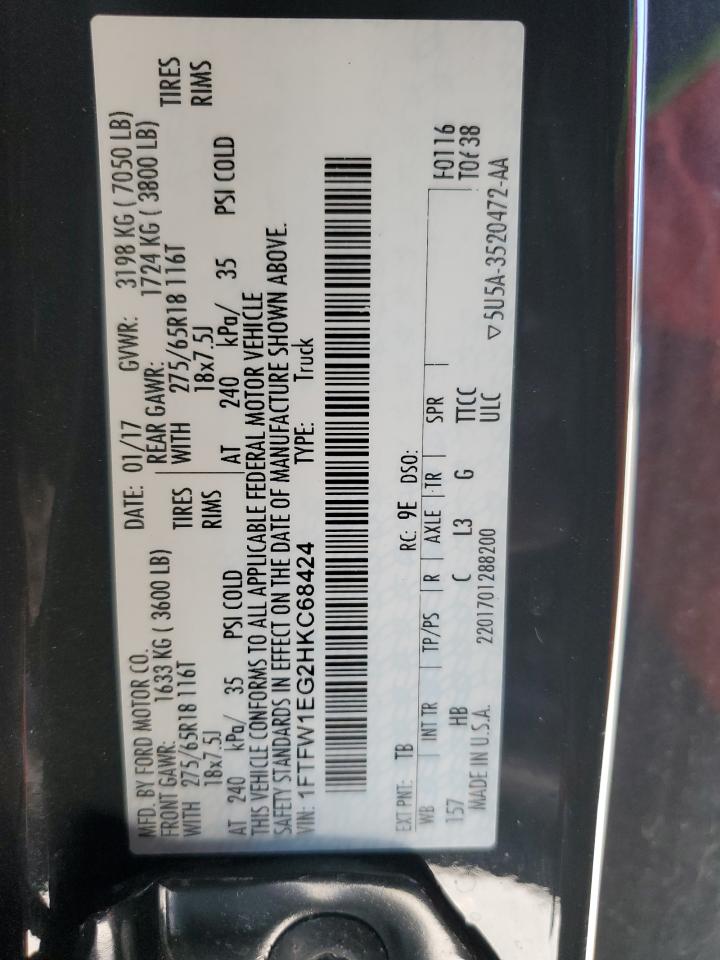 MFD. BY FORD MOTOR CO. DATE: 01/17 GVWR: 3198 KG ( 7050 LB)
FRONT GAWR: 1633 KG ( 3600 LB) REAR GAWR: 1724 KG ( 3800 LB)
WITH 275/65R18 116T TIRES WITH 275/65R18 116T TIRES
18x7.5J RIMS 18x7.5J RIMS
AT 240 kPa/ 35 PSI COLD AT 240 kPa/ 35 PSI COLD
THIS VEHICLE CONFORMS TO ALL APPLICABLE FEDERAL MOTOR VEHICLE
SAFETY STANDARDS IN EFFECT ON THE DATE OF MANUFACTURE SHOWN ABOVE.
VIN: 1FTFW1EG2HKC68424 TYPE: Truck
EXT PNT: TB RC: 9E DSO: F0116
WB INT TR TP/PS R AXLE TR SPR T0f38
157 HB C L3 G TTCC
ULC
MADE IN U.S.A. 2201701288200 ▽5U5A-3520472-AA